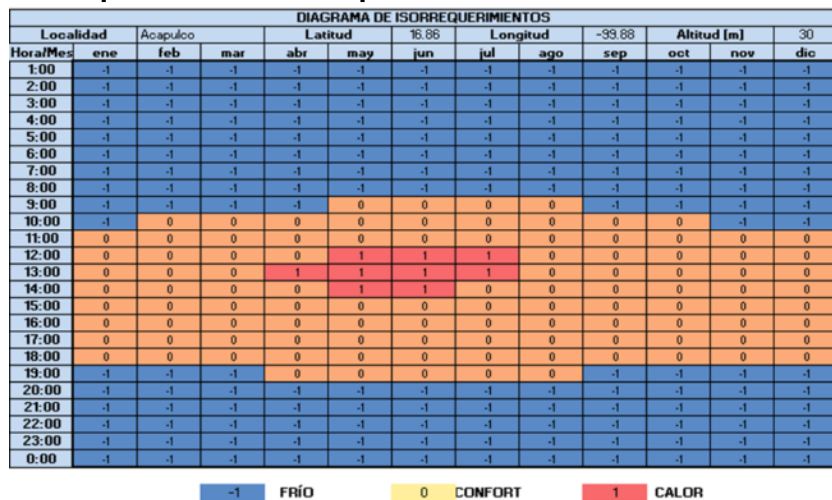 DIAGRAMA DE ISORREQUERIMIENTOS
Localidad Acapulco Latitud 16.86 Longitud -99.88 Altitud [m] 30
Hora/Mes ene feb mar abr may jun jul ago sep oct nov dic
1:00 -1 -1 -1 -1 -1 -1 -1 -1 -1 -1 -1 -1
2:00 -1 -1 -1 -1 -1 -1 -1 -1 -1 -1 -1 -1
3:00 -1 -1 -1 -1 -1 -1 -1 -1 -1 -1 -1 -1
4:00 -1 -1 -1 -1 -1 -1 -1 -1 -1 -1 -1 -1
5:00 -1 -1 -1 -1 -1 -1 -1 -1 -1 -1 -1 -1
6:00 -1 -1 -1 -1 -1 -1 -1 -1 -1 -1 -1 -1
7:00 -1 -1 -1 -1 -1 -1 -1 -1 -1 -1 -1 -1
8:00 -1 -1 -1 -1 -1 -1 -1 -1 -1 -1 -1 -1
9:00 -1 -1 -1 -1 0 0 0 0 -1 -1 -1 -1
10:00 -1 0 0 0 0 0 0 0 0 0 -1 -1
11:00 0 0 0 0 0 0 0 0 0 0 0 0
12:00 0 0 0 0 1 1 1 0 0 0 0 0
13:00 0 0 0 1 1 1 1 0 0 0 0 0
14:00 0 0 0 0 1 1 0 0 0 0 0 0
15:00 0 0 0 0 0 0 0 0 0 0 0 0
16:00 0 0 0 0 0 0 0 0 0 0 0 0
17:00 0 0 0 0 0 0 0 0 0 0 0 0
18:00 0 0 0 0 0 0 0 0 0 0 0 0
19:00 -1 -1 -1 0 0 0 0 0 -1 -1 -1 -1
20:00 -1 -1 -1 -1 -1 -1 -1 -1 -1 -1 -1 -1
21:00 -1 -1 -1 -1 -1 -1 -1 -1 -1 -1 -1 -1
22:00 -1 -1 -1 -1 -1 -1 -1 -1 -1 -1 -1 -1
23:00 -1 -1 -1 -1 -1 -1 -1 -1 -1 -1 -1 -1
0:00 -1 -1 -1 -1 -1 -1 -1 -1 -1 -1 -1 -1
-1 FRÍO 0 CONFORT 1 CALOR